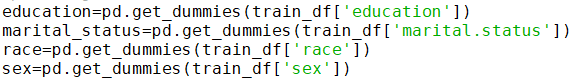 education=pd.get_dummies(train_df['education'])
marital_status=pd.get_dummies(train_df['marital.status'])
race=pd.get_dummies(train_df['race'])
sex=pd.get_dummies(train_df['sex'])